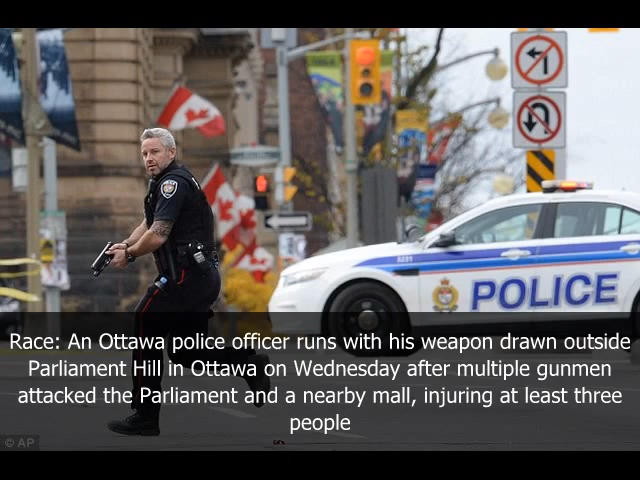 POLICE
3231
Race: An Ottawa police officer runs with his weapon drawn outside
Parliament Hill in Ottawa on Wednesday after multiple gunmen
attacked the Parliament and a nearby mall, injuring at least three
people
© AP